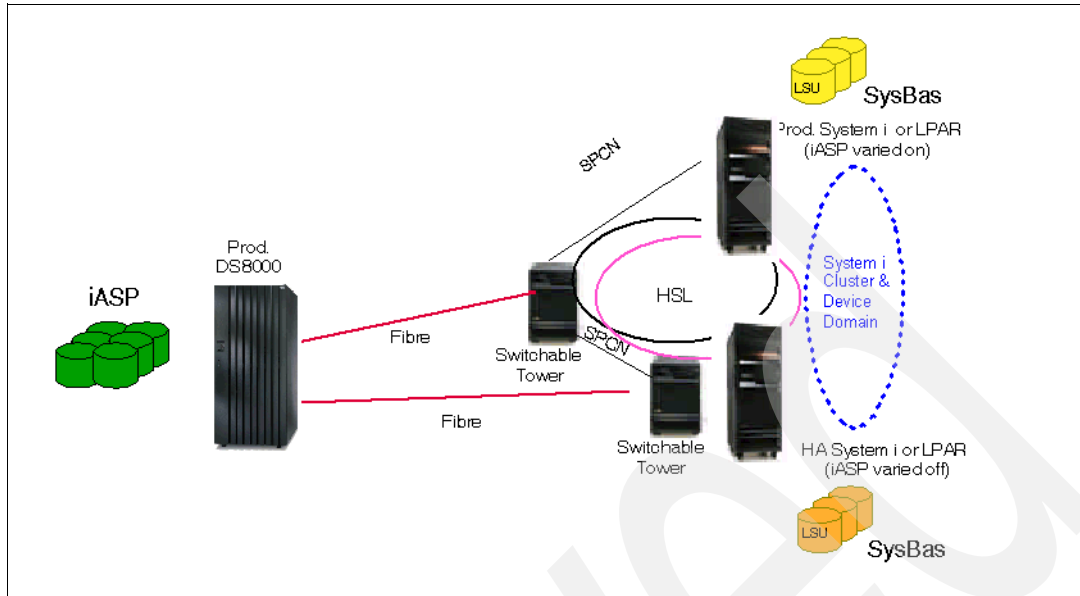 LSU
SysBas
Prod. System i or LPAR
(iASP varied on)
SPCN
Prod.
DS8000
iASP
System i
Cluster &
Device
Domain
HSL
Fibre
SPCN
Switchable
Tower
Fibre
Switchable
Tower
HA System i or LPAR
(iASP varied off)
LSU
SysBas